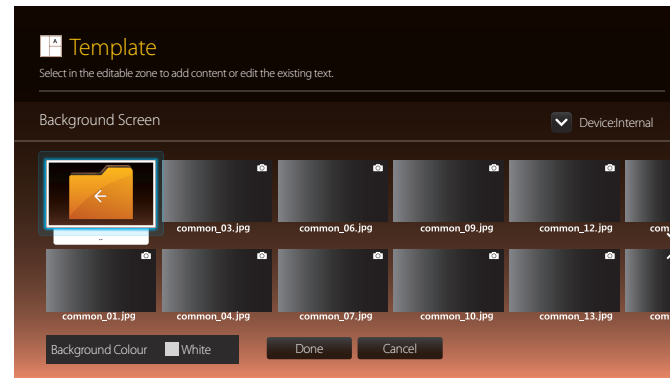 Template
Select in the editable zone to add content or edit the existing text.
Background Screen
Device:Internal
common_03.jpg common_06.jpg common_09.jpg common_12.jpg com
..
common_01.jpg common_04.jpg common_07.jpg common_10.jpg common_13.jpg com
Background Colour White Done Cancel